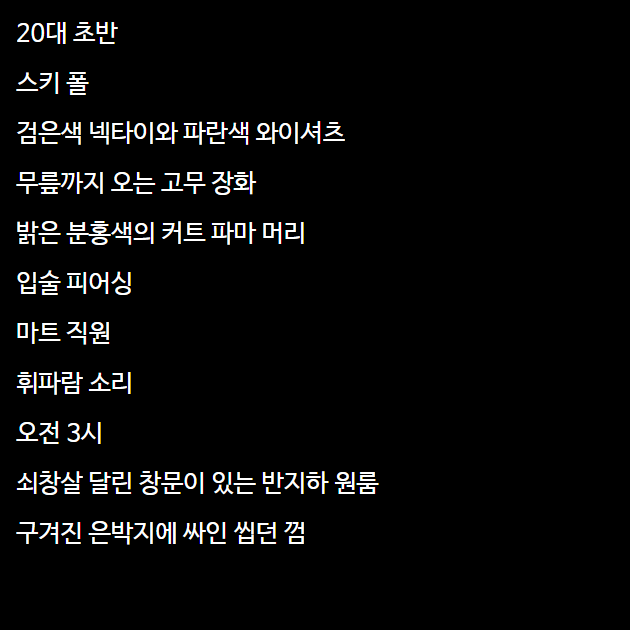 20대 초반
스키 폴
검은색 넥타이와 파란색 와이셔츠
무릎까지 오는 고무 장화
밝은 분홍색의 커트 파마 머리
입술 피어싱
마트 직원
휘파람 소리
오전 3시
쇠창살 달린 창문이 있는 반지하 원룸
구겨진 은박지에 싸인 씹던 껌